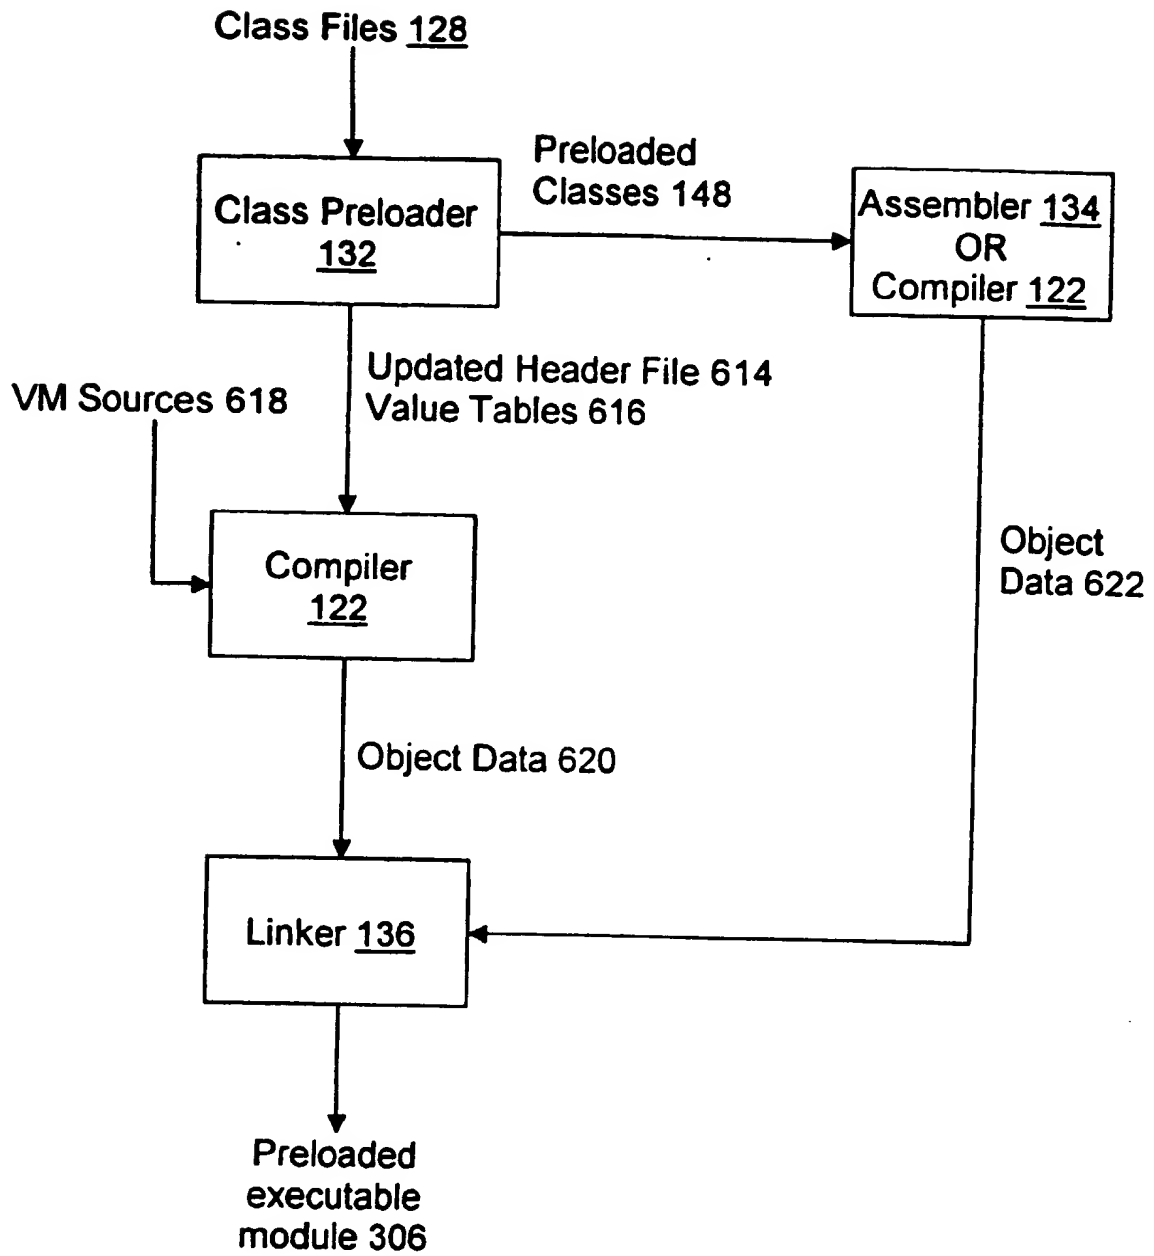 Class Files 128
Class Preloader
132
Preloaded
Classes 148
Assembler 134
OR
Compiler 122
Updated Header File 614
Value Tables 616
VM Sources 618
Compiler
122
Object
Data 622
Object Data 620
Linker 136
Preloaded
executable
module 306